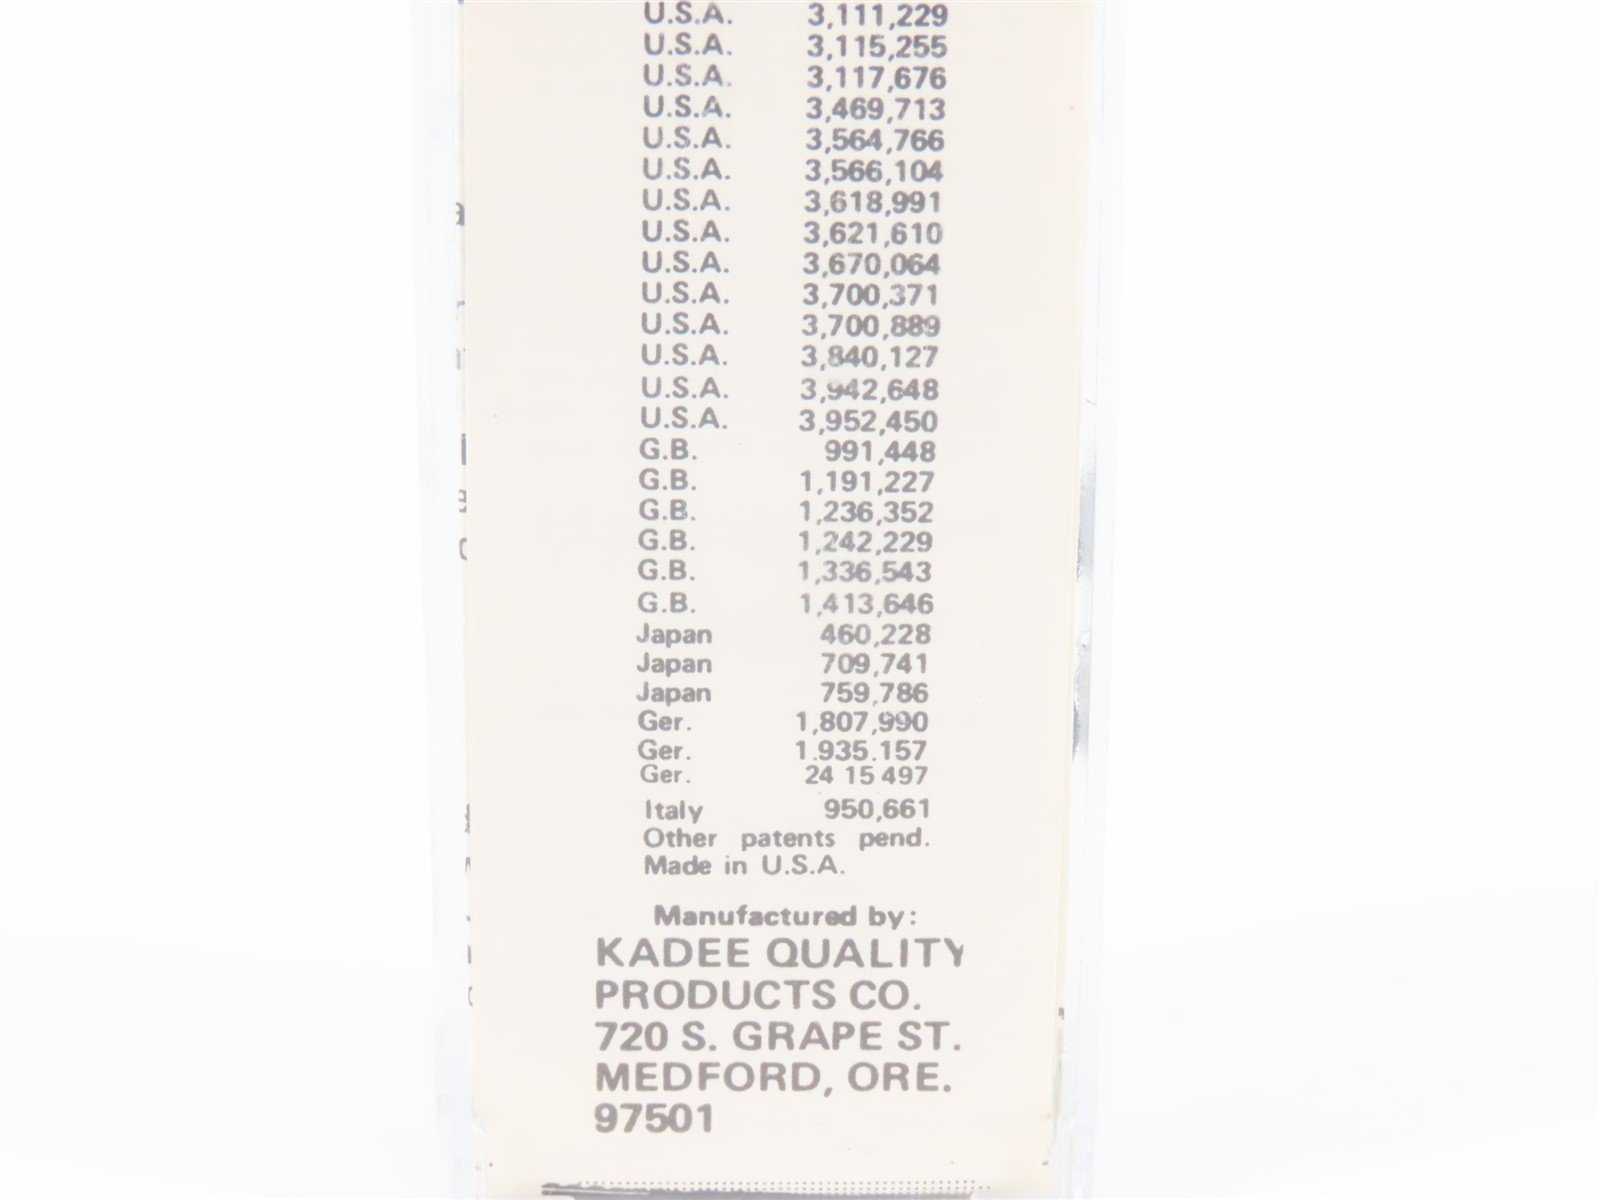 U.S.A. 3,111,229
U.S.A. 3,115,255
U.S.A. 3,117,676
U.S.A. 3,469,713
U.S.A. 3,564,766
U.S.A. 3,566,104
U.S.A. 3,618,991
U.S.A. 3,621,610
U.S.A. 3,670,064
U.S.A. 3,700,371
U.S.A. 3,700,889
U.S.A. 3,840,127
U.S.A. 3,942,648
U.S.A. 3,952,450
G.B. 991,448
G.B. 1,191,227
G.B. 1,236,352
G.B. 1,242,229
G.B. 1,336,543
G.B. 1,413,646
Japan 460,228
Japan 709,741
Japan 759,786
Ger. 1,807,990
Ger. 1.935.157
Ger. 24 15 497
Italy 950,661
Other patents pend.
Made in U.S.A.
Manufactured by:
KADEE QUALITY
PRODUCTS CO.
720 S. GRAPE ST.
MEDFORD, ORE.
97501